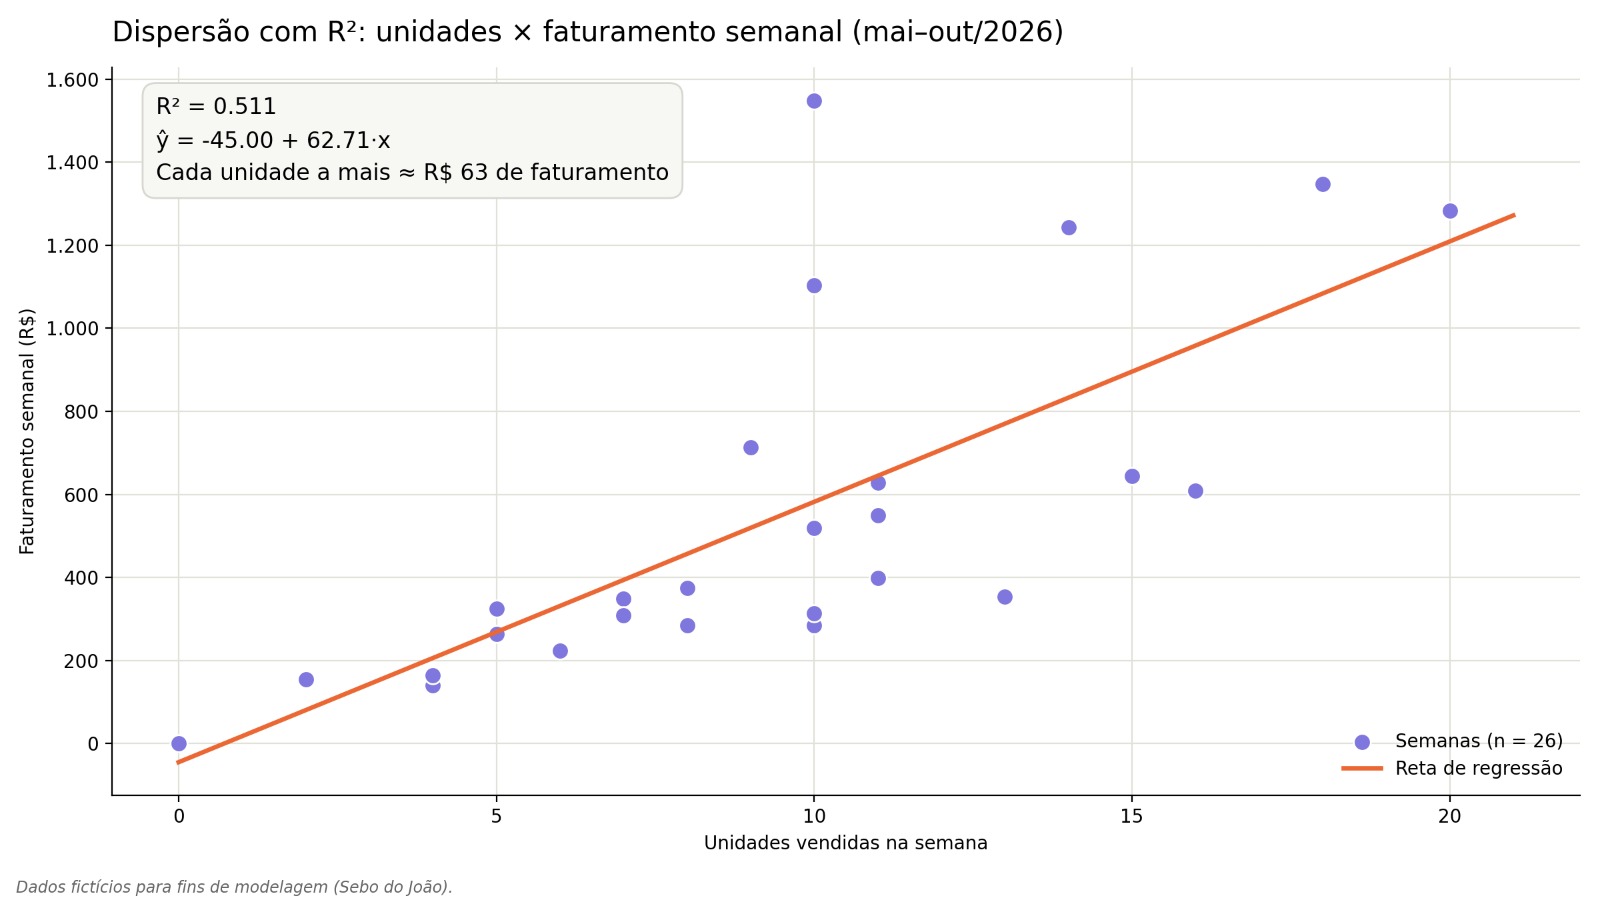 Dispersão com R²: unidades × faturamento semanal (mai–out/2026)
R² = 0.511
ŷ = -45.00 + 62.71·x
Cada unidade a mais ≈ R$ 63 de faturamento
Faturamento semanal (R$)
1.600
1.400
1.200
1.000
800
600
400
200
0
Semanas (n = 26)
Reta de regressão
0 5 10 15 20
Unidades vendidas na semana
Dados fictícios para fins de modelagem (Sebo do João).